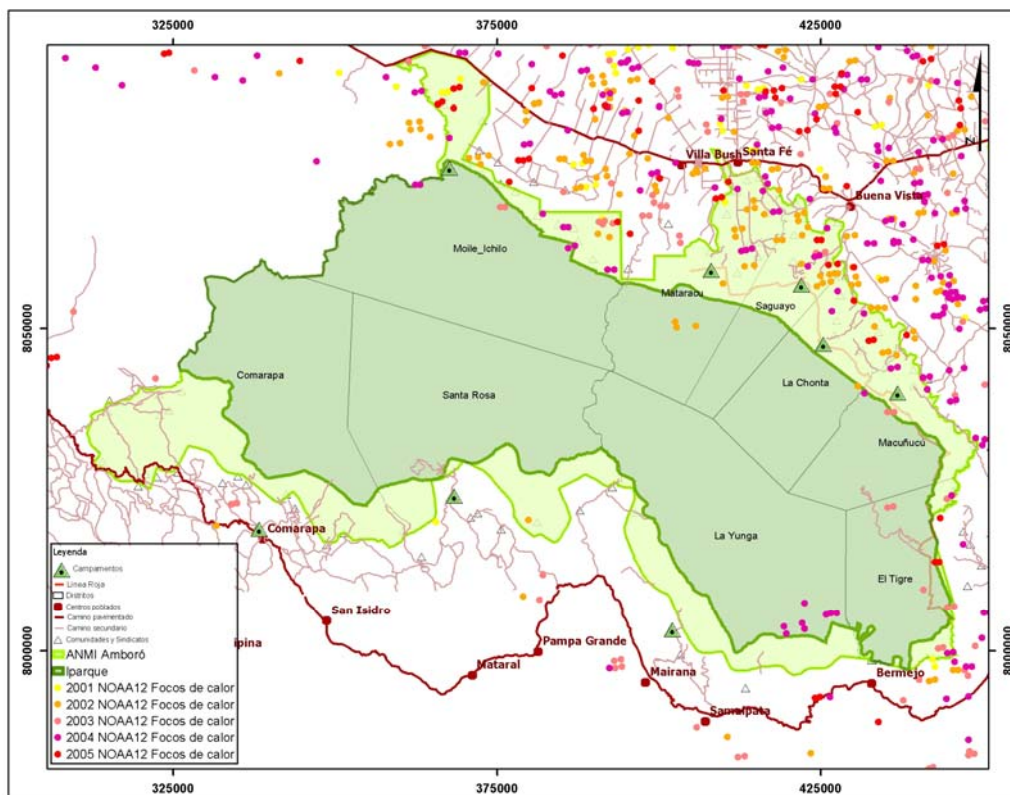 325000 375000 425000
N
Villa Bush Santa Fé
Buena Vista
Moile_Ichilo
Mataracu
Saguayo
8050000 8050000
Comarapa
Santa Rosa
La Chonta
Macuñucu
Comarapa
La Yunga
El Tigre
San Isidro
Pampa Grande
Mataral
Mairana
Bermejo
Samaipata
ipina
8000000 8000000
Leyenda
Campamentos
Linea Roja
Distritos
Centros poblados
Camino pavimentado
Camino secundario
Comunidades y Sindicatos
ANMI Amboró
lparque
2001 NOAA12 Focos de calor
2002 NOAA12 Focos de calor
2003 NOAA12 Focos de calor
2004 NOAA12 Focos de calor
2005 NOAA12 Focos de calor
325000 375000 425000